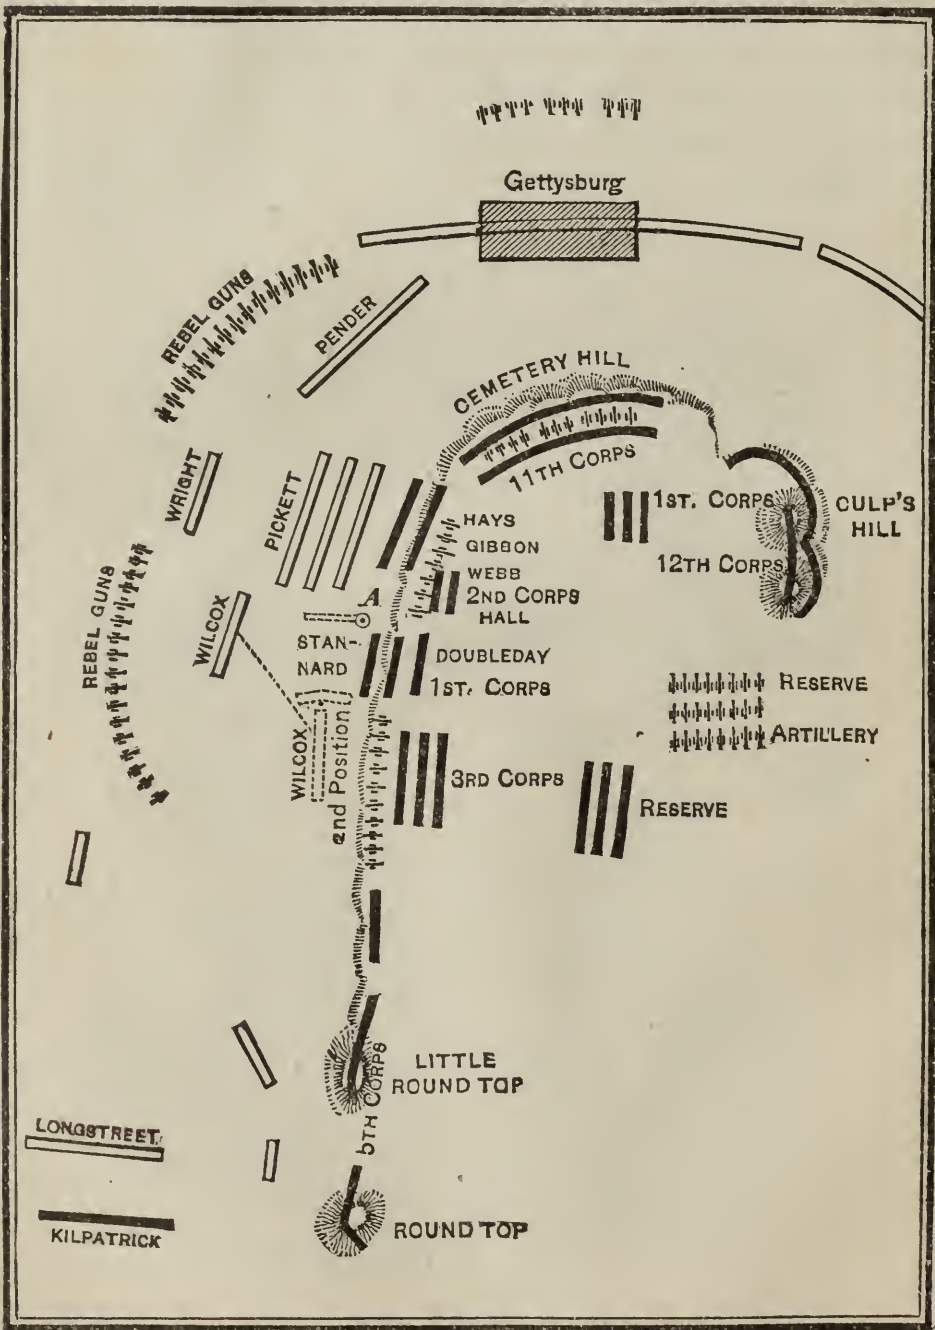 Gettysburg
REBEL GUNS
PENDER
CEMETERY HILL
11TH CORPS
WRIGHT
PICKETT
HAYS
GIBBON
1ST. CORPS
CULP'S
HILL
12TH CORPS
WEBB
2ND CORPS
HALL
A
REBEL GUNS
WILCOX
STAN-
NARD
DOUBLEDAY
1ST. CORPS
RESERVE
ARTILLERY
WILCOX
2nd Position
3RD CORPS
RESERVE
LITTLE
ROUND TOP
5TH CORPS
LONGSTREET
KILPATRICK
ROUND TOP